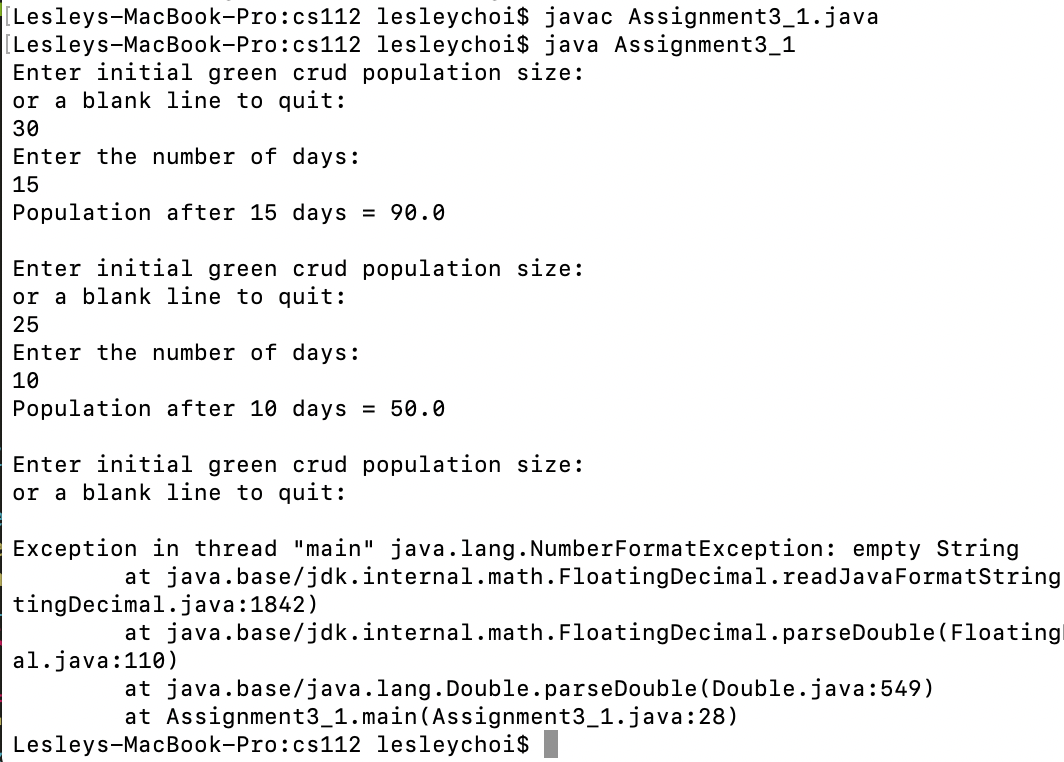 [Lesleys-MacBook-Pro:cs112 lesleychoi$ javac Assignment3_1.java
[Lesleys-MacBook-Pro:cs112 lesleychoi$ java Assignment3_1
Enter initial green crud population size:
or a blank line to quit:
30
Enter the number of days:
15
Population after 15 days = 90.0
Enter initial green crud population size:
or a blank line to quit:
25
Enter the number of days:
10
Population after 10 days = 50.0
Enter initial green crud population size:
or a blank line to quit:
Exception in thread "main" java.lang.NumberFormatException: empty String
at java.base/jdk.internal.math.FloatingDecimal.readJavaFormatString
tingDecimal.java:1842)
at java.base/jdk.internal.math.FloatingDecimal.parseDouble(Floating
al.java:110)
at java.base/java.lang.Double.parseDouble(Double.java:549)
at Assignment3_1.main(Assignment3_1.java:28)
Lesleys-MacBook-Pro:cs112 lesleychoi$